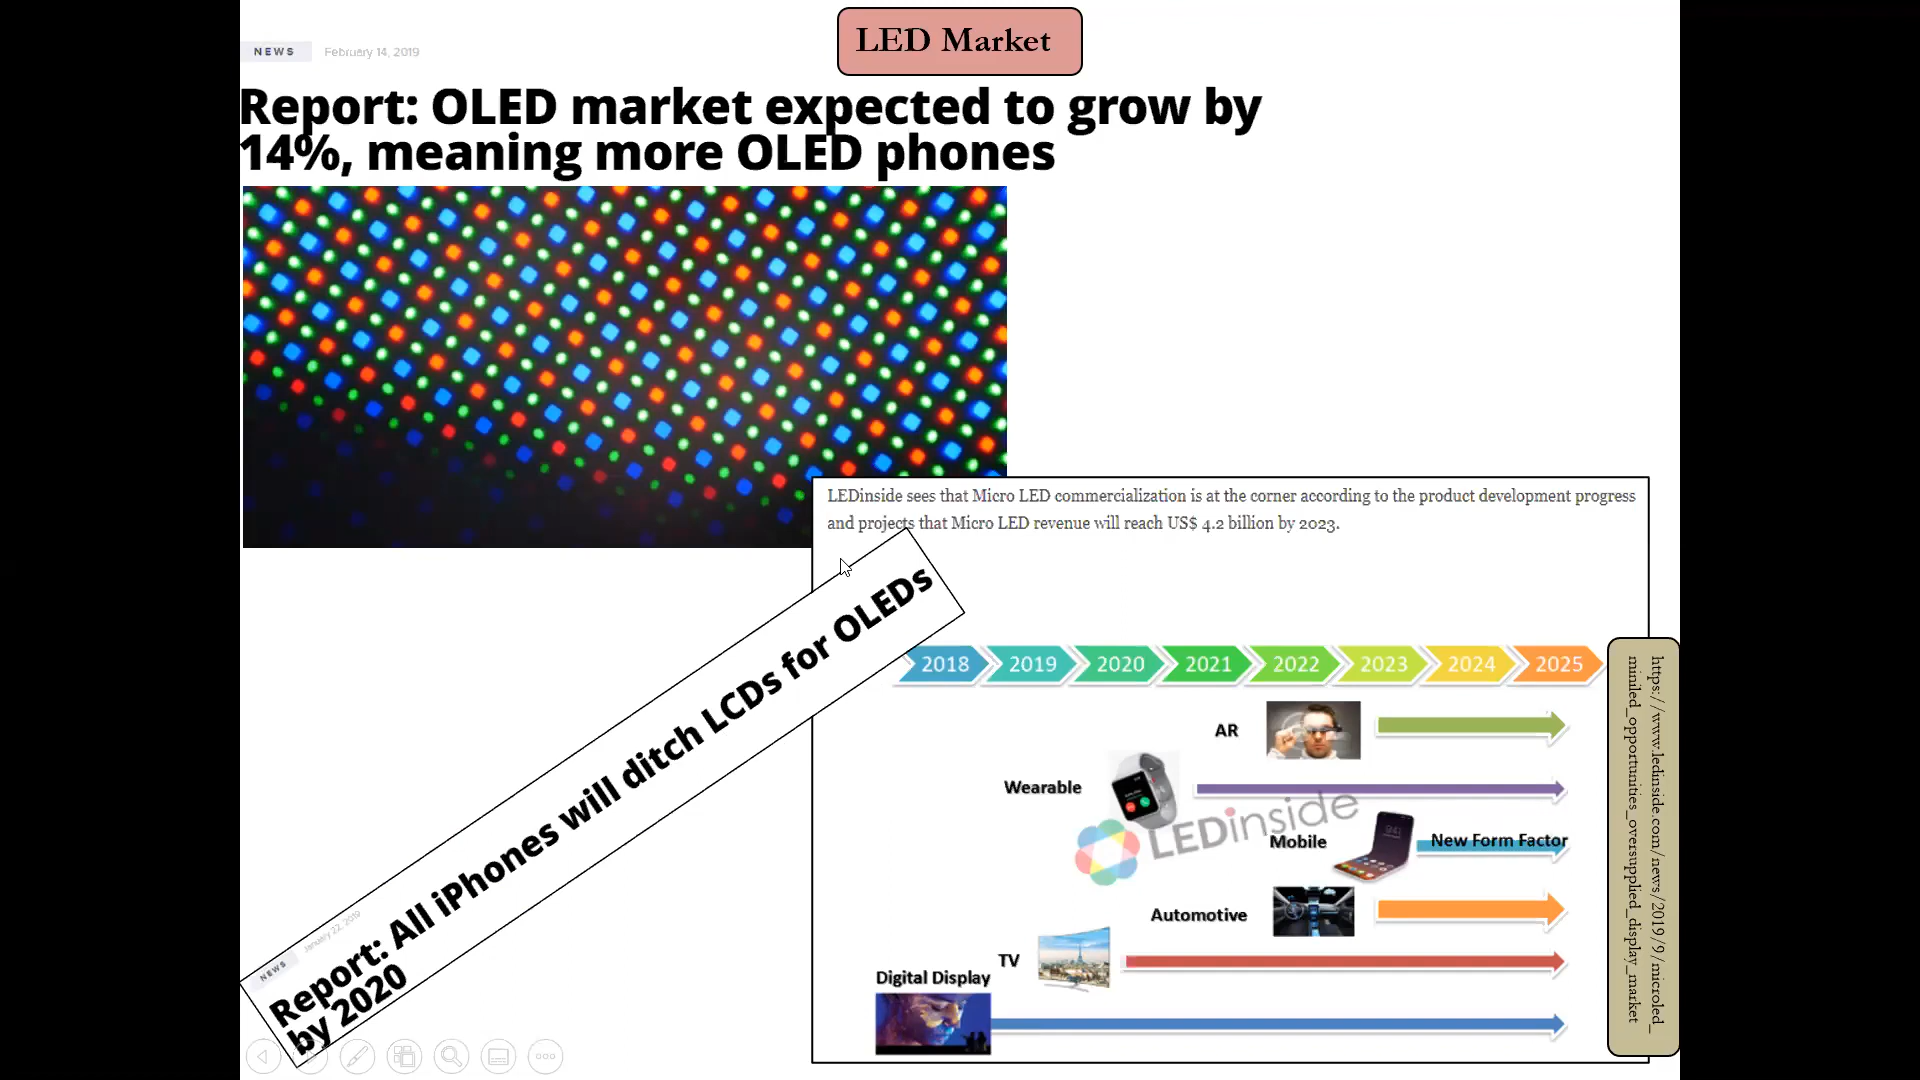 LED Market
NEWS February 14, 2019
Report: OLED market expected to grow by
14%, meaning more OLED phones
LEDinside sees that Micro LED commercialization is at the corner according to the product development progress
and projects that Micro LED revenue will reach US$ 4.2 billion by 2023.
NEWS January 22, 2019
Report: All iPhones will ditch LCDs for OLEDs
by 2020
2018 2019 2020 2021 2022 2023 2024 2025
AR
Wearable
LEDinside
Mobile
New Form Factor
Automotive
TV
Digital Display
https://www.ledinside.com/news/2019/9/microled_
miniled_opportunities_oversupplied_display_market